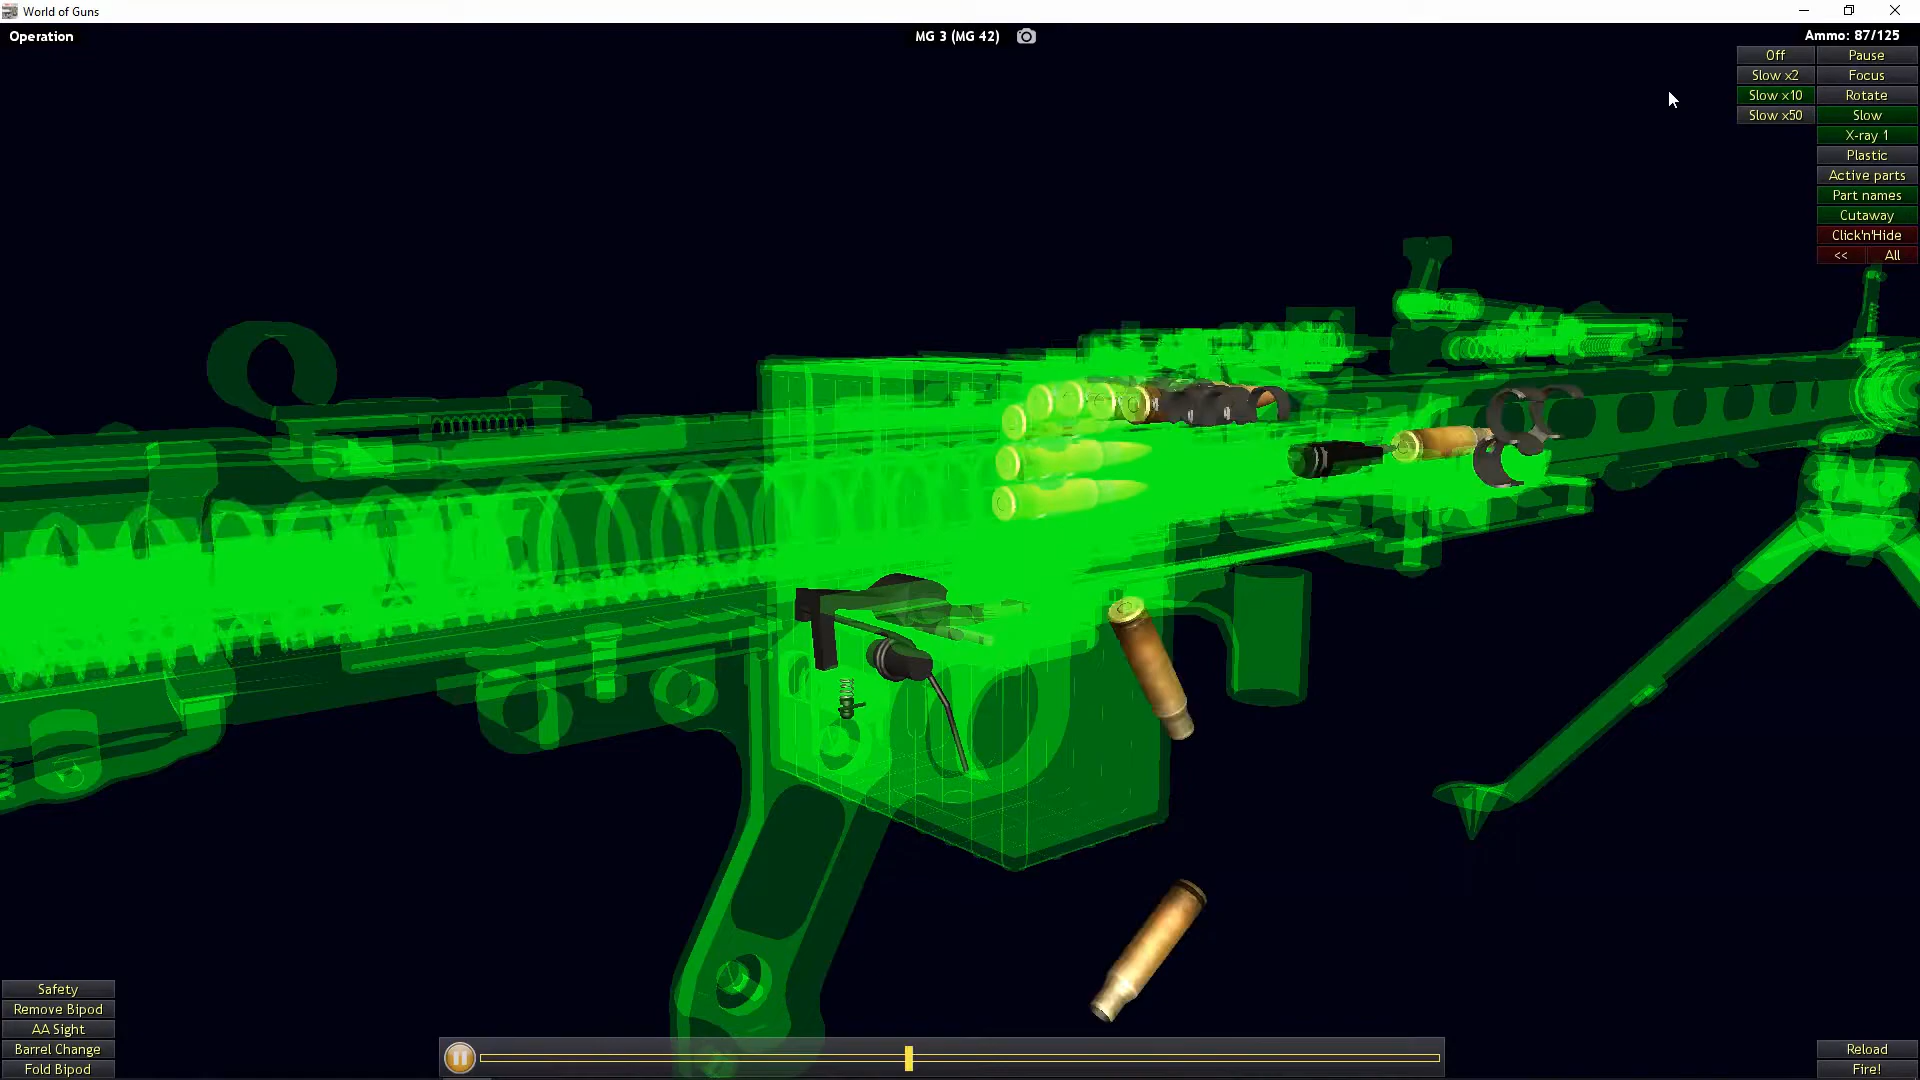 World of Guns
Operation
MG 3 (MG 42)
Ammo: 87/125
Off
Pause
Slow x2
Focus
Slow x10
Rotate
Slow x50
Slow
X-ray 1
Plastic
Active parts
Part names
Cutaway
Click'n'Hide
<< All
Safety
Remove Bipod
AA Sight
Barrel Change
Fold Bipod
Reload
Fire!